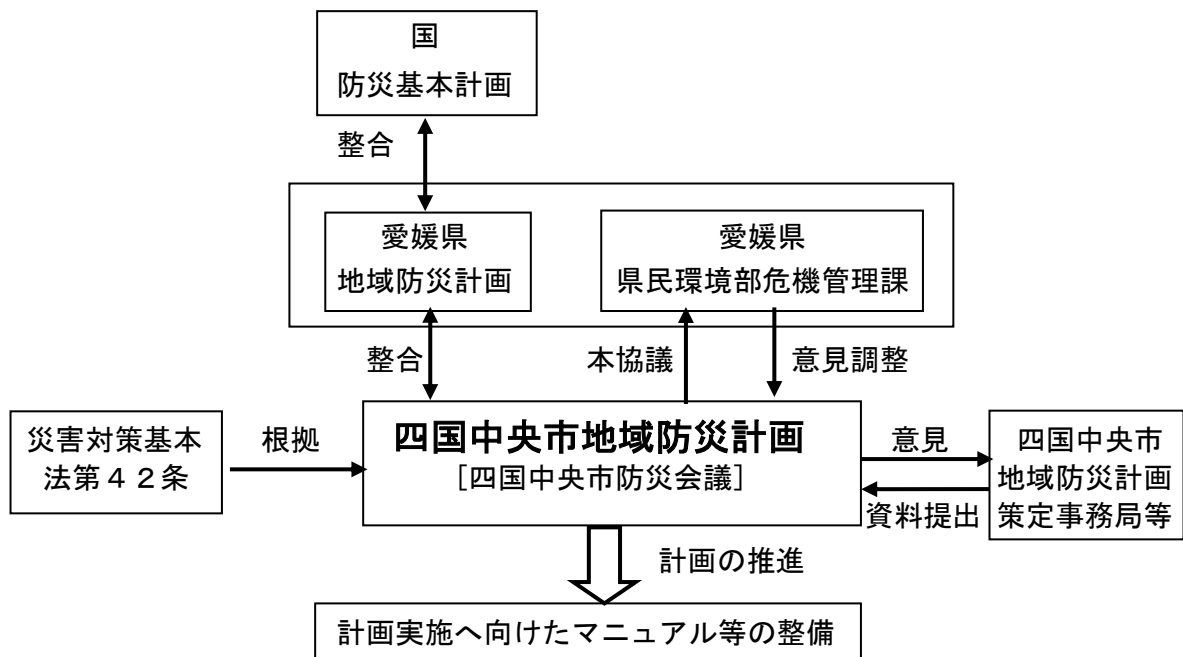 国
防災基本計画
整合
愛媛県
地域防災計画
愛媛県
県民環境部危機管理課
整合
本協議
意見調整
災害対策基本
法第４２条
根拠
四国中央市地域防災計画
[四国中央市防災会議]
意見
資料提出
四国中央市
地域防災計画
策定事務局等
計画の推進
計画実施へ向けたマニュアル等の整備